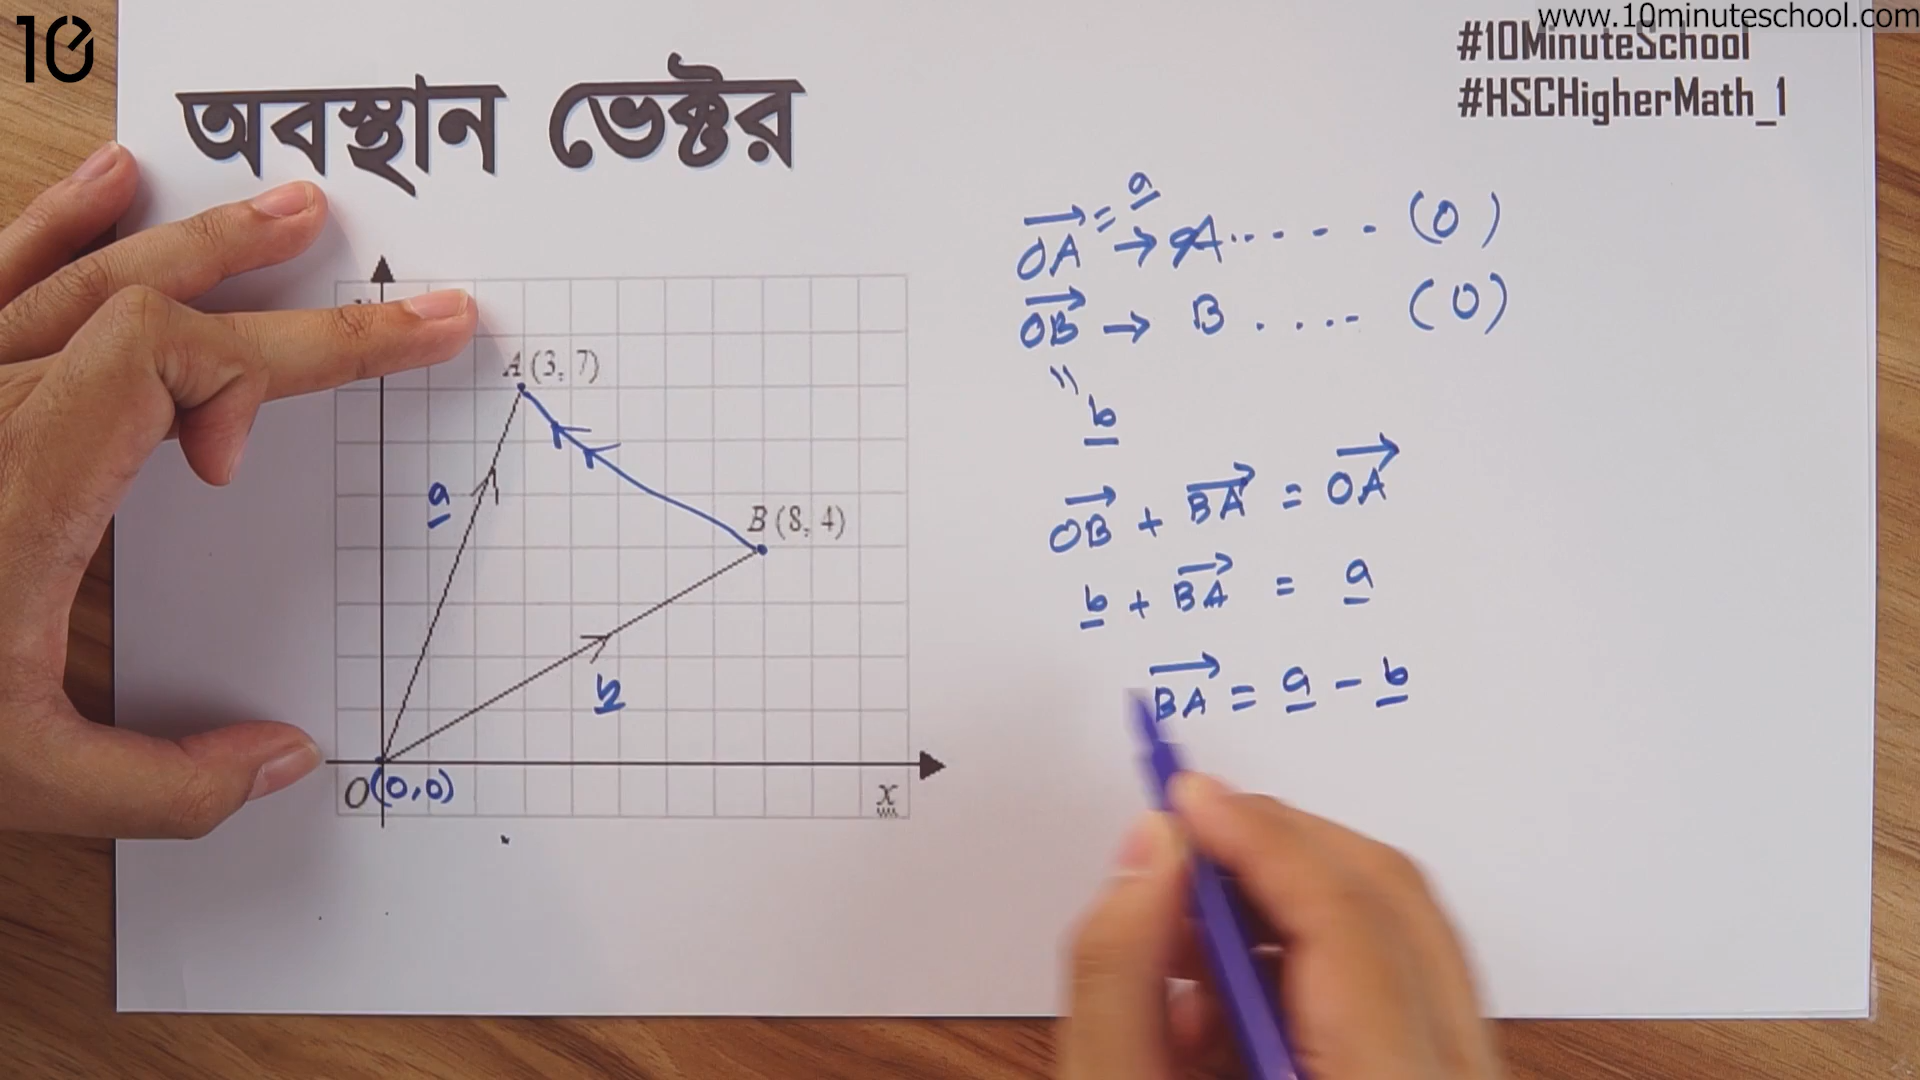 10
www.10minuteschool.com
#10MinuteSchool
#HSCHigherMath_1
অবস্থান ভেক্টর
OA = a → A ..... (0)
OB → B ..... (0)
=
b
A (3, 7)
a
B (8, 4)
b
O (0,0)
x
OB + BA = OA
b + BA = a
BA = a - b